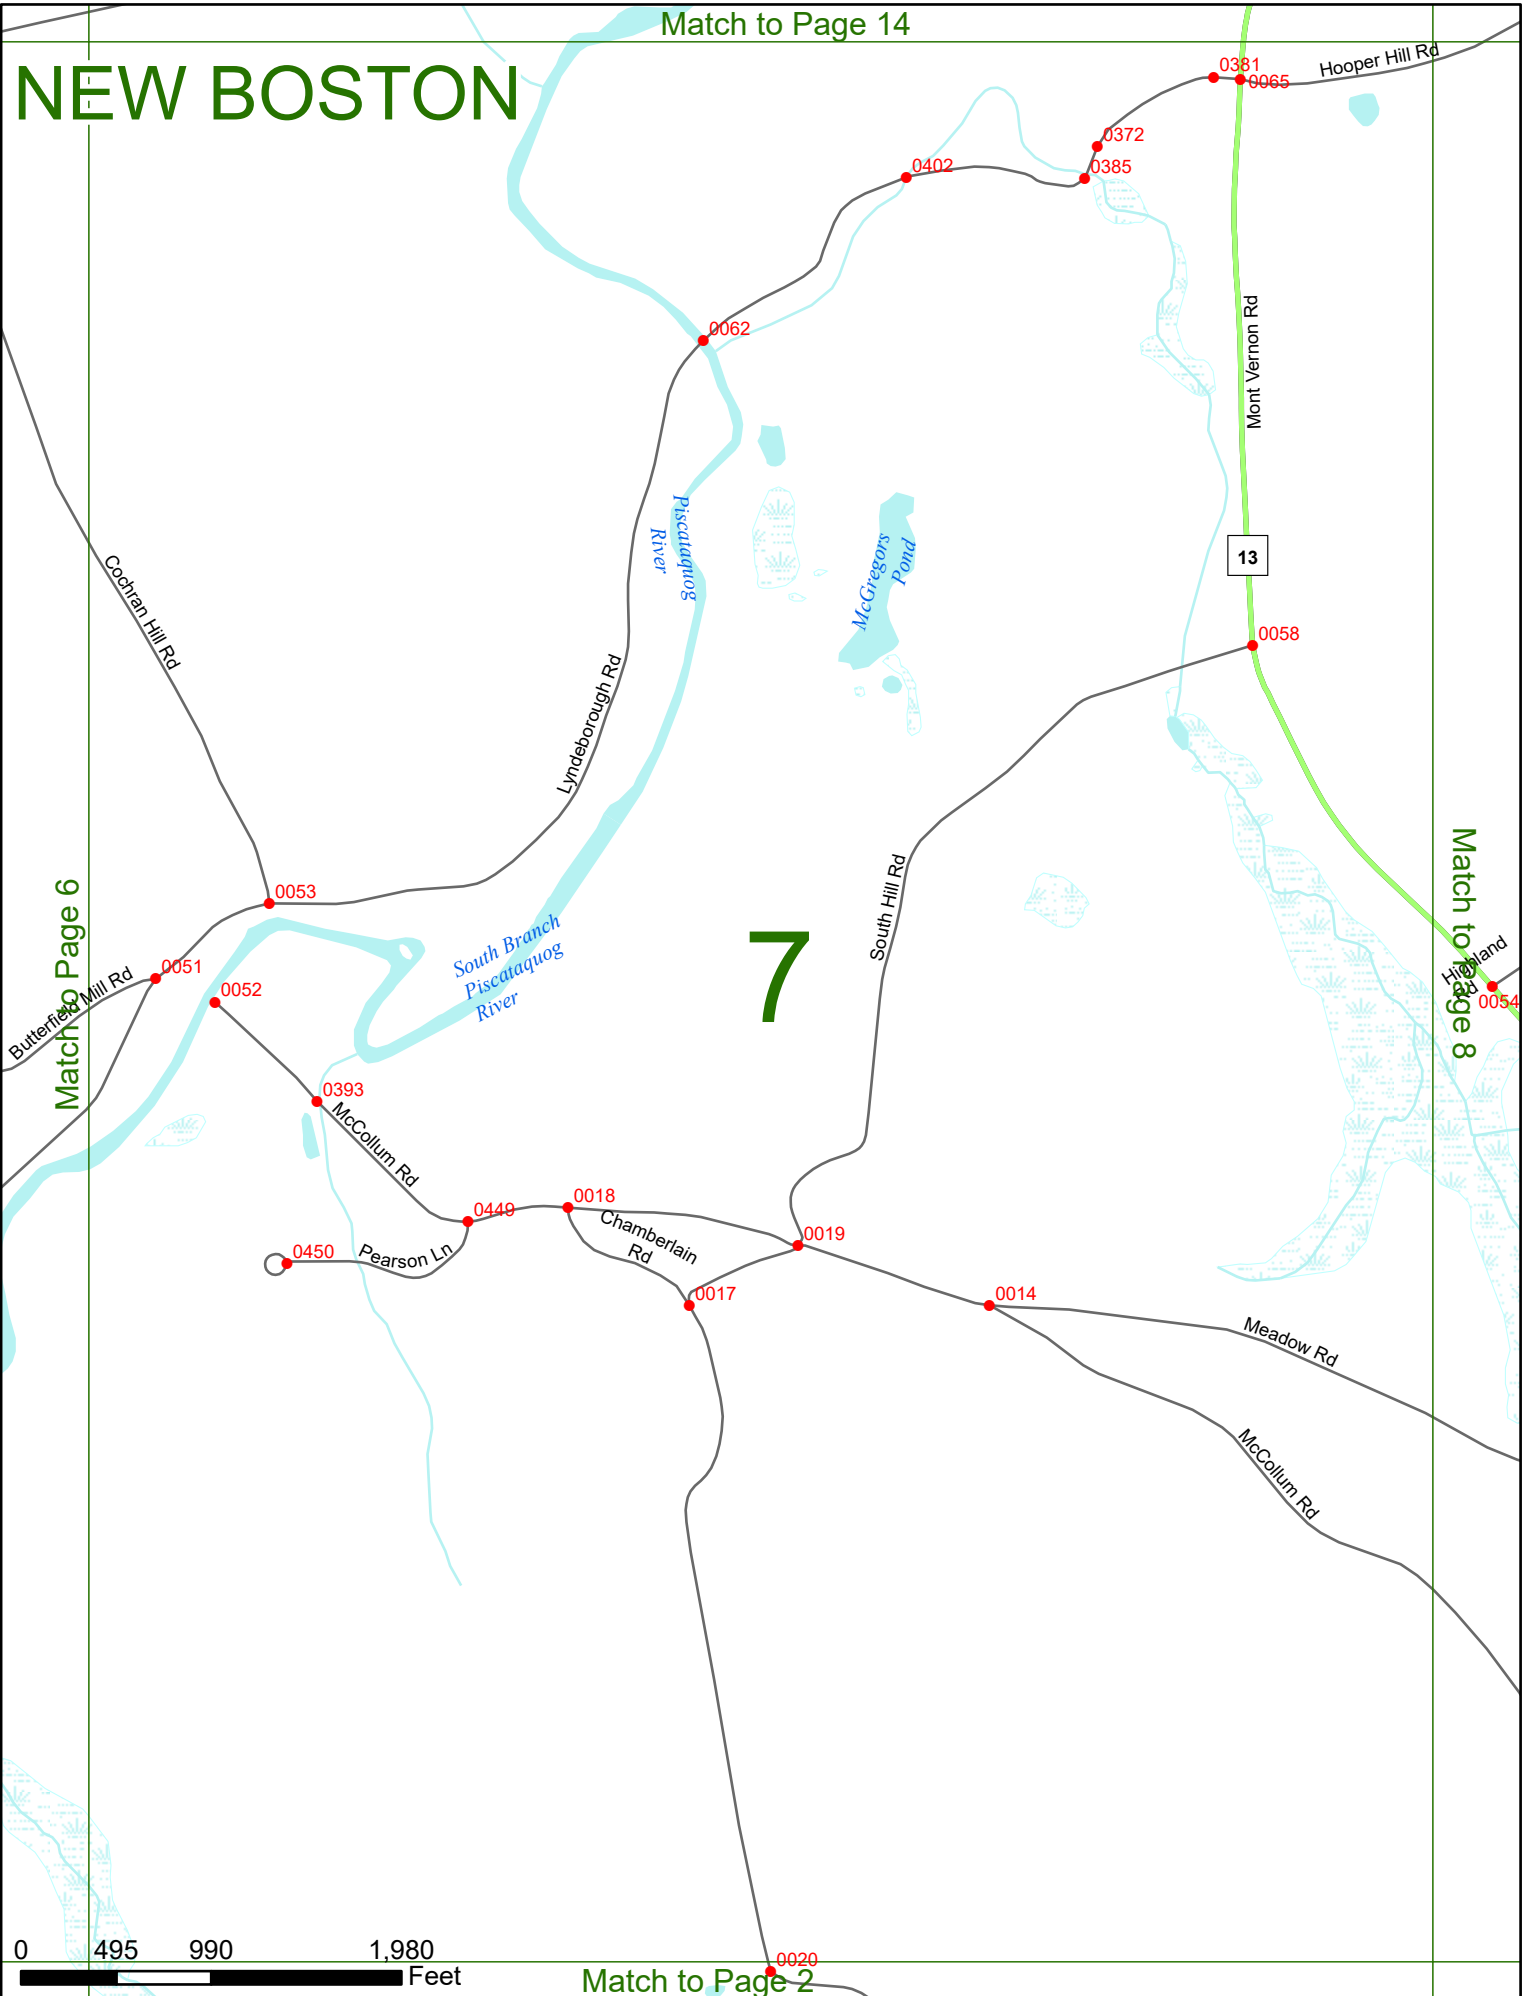 Match to Page 14
NEW BOSTON
0381
0065
Hooper Hill Rd
0372
0402
0385
0062
Mont Vernon Rd
Piscataquog
River
McGregors
Pond
13
Cochran Hill Rd
0058
Lyndeborough Rd
Match to Page 8
South Hill Rd
Match to Page 6
0053
South Branch
Piscataquog
River
7
Highland
Rd
0054
0051
Butterfield Mill Rd
0052
0393
McCollum Rd
0449
0018
Chamberlain
Rd
0019
0450
Pearson Ln
0017
0014
Meadow Rd
McCollum Rd
0 495 990 1,980
Feet
0020
Match to Page 2